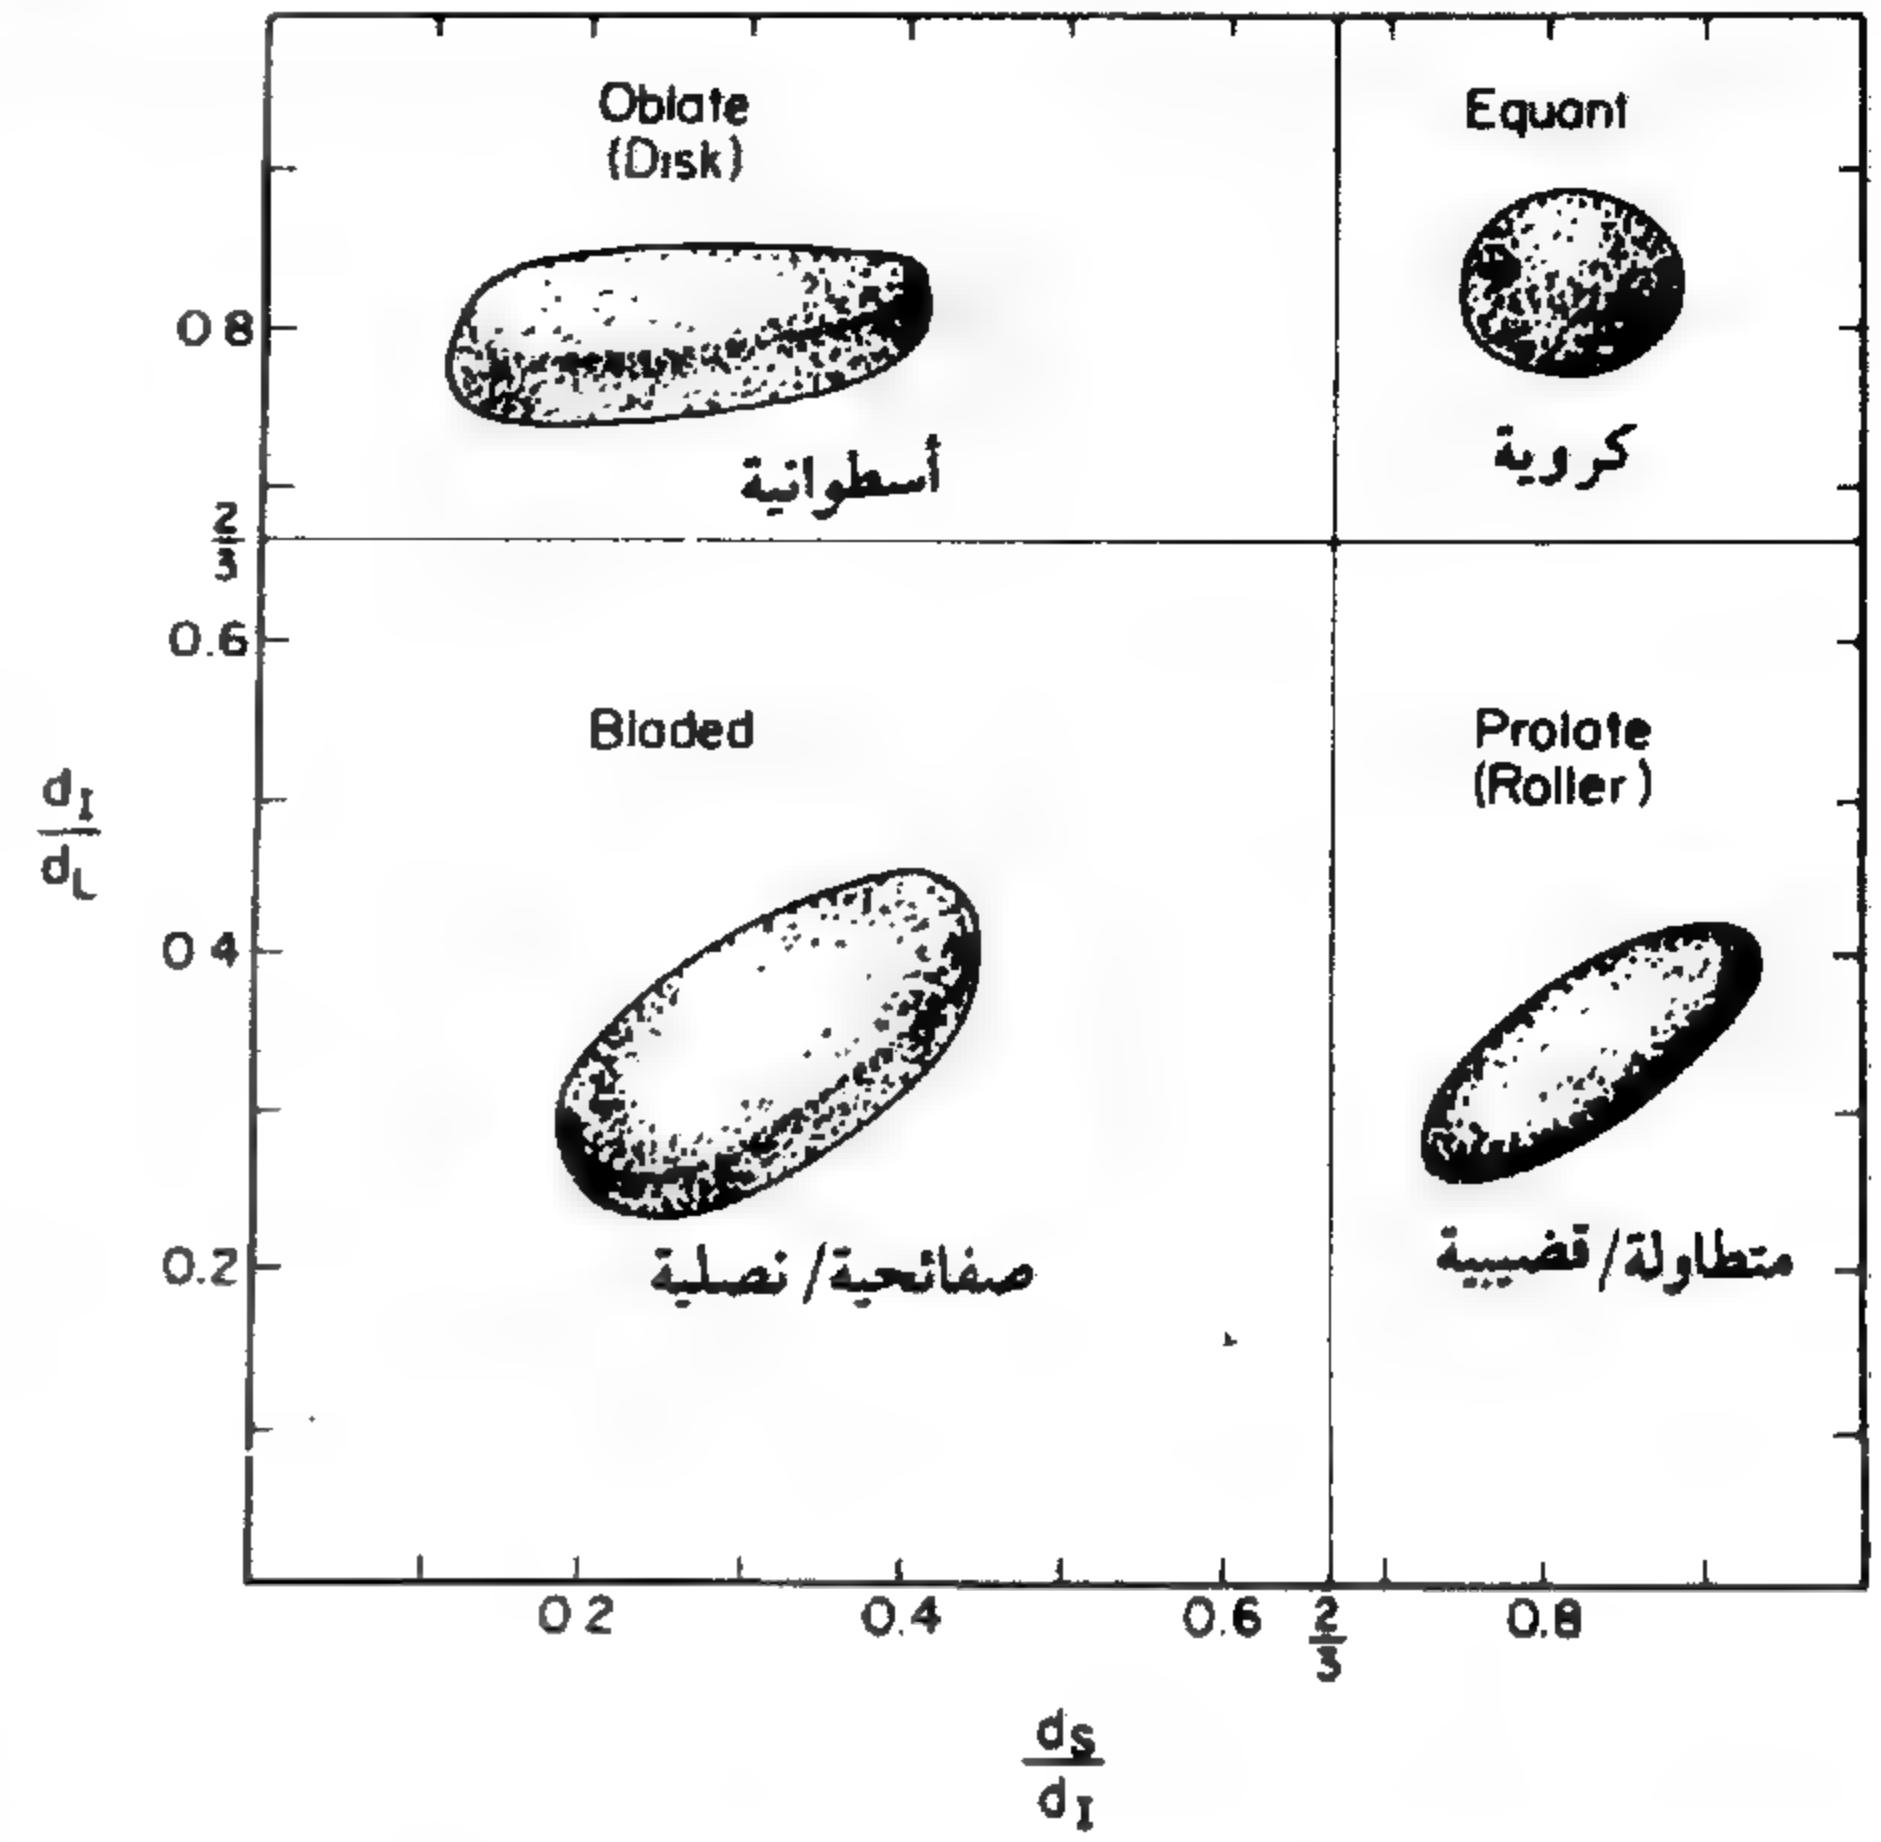 Oblate
(Disk)
Equant
أسطوانية
كروية
0 8
2
3
0.6
Bladed
Prolate
(Roller)
dI
dL
0 4
صفائحية/نصلية
متطاولة/قضيبية
0.2
0 2
0.4
0.6
2
3
0.8
dS
dI